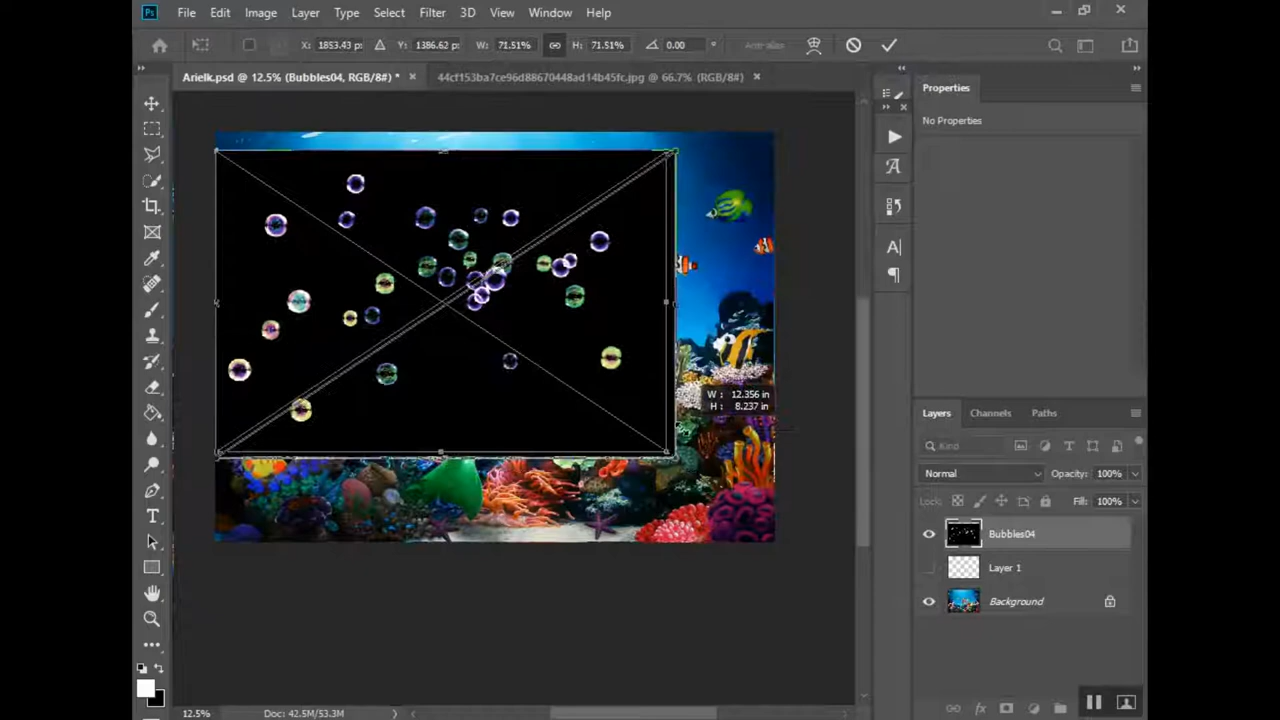 Ps File Edit Image Layer Type Select Filter 3D View Window Help
X: 1853.43 p: Y: 1386.62 p: W: 71.51% H: 71.51% 0.00 Anti-alias
Arielk.psd @ 12.5% (Bubbles04, RGB/8#) * × 44cf153ba7ce96d88670448ad14b45fc.jpg @ 66.7% (RGB/8#) ×
Properties
No Properties
W: 12.356 in
H: 8.237 in
Layers Channels Paths
Kind
Normal Opacity: 100%
Lock: Fill: 100%
Bubbles04
Layer 1
Background
12.5% Doc: 42.5M/53.3M